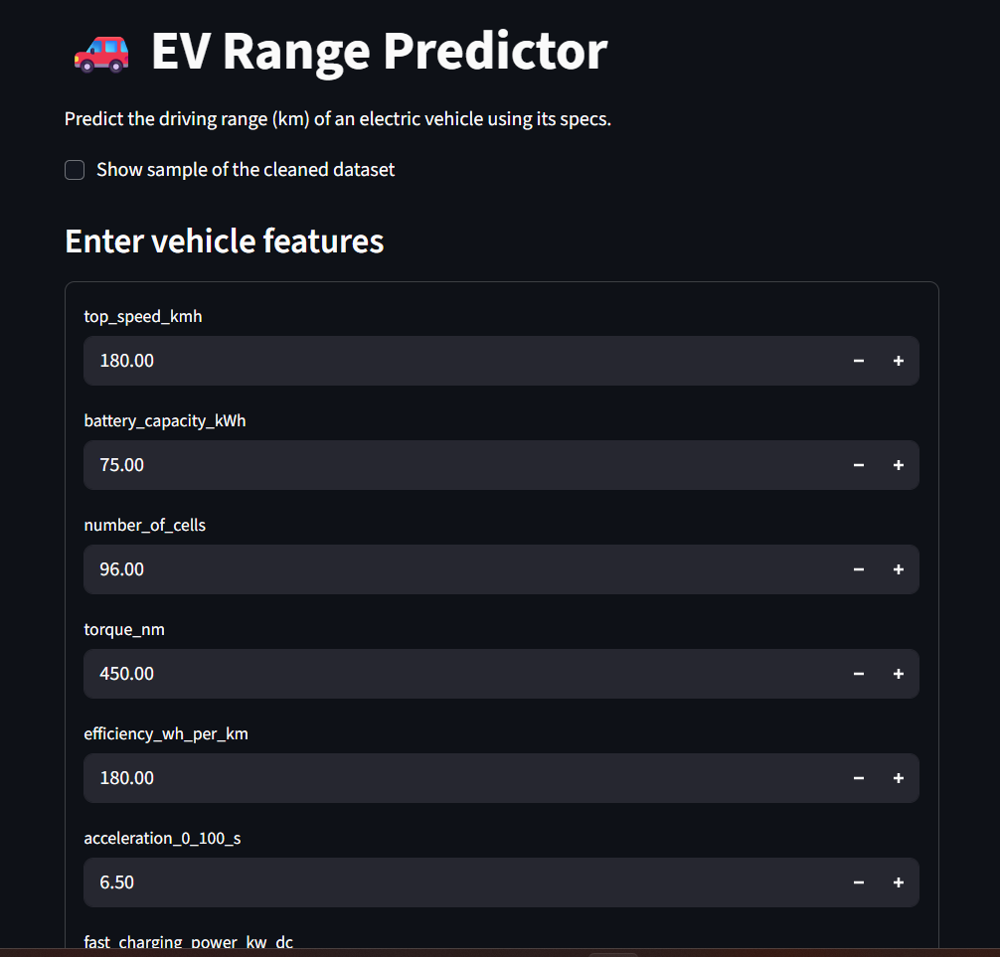 EV Range Predictor
Predict the driving range (km) of an electric vehicle using its specs.
Show sample of the cleaned dataset
Enter vehicle features
top_speed_kmh
180.00
battery_capacity_kWh
75.00
number_of_cells
96.00
torque_nm
450.00
efficiency_wh_per_km
180.00
acceleration_0_100_s
6.50
fast_charging_power_kw_dc